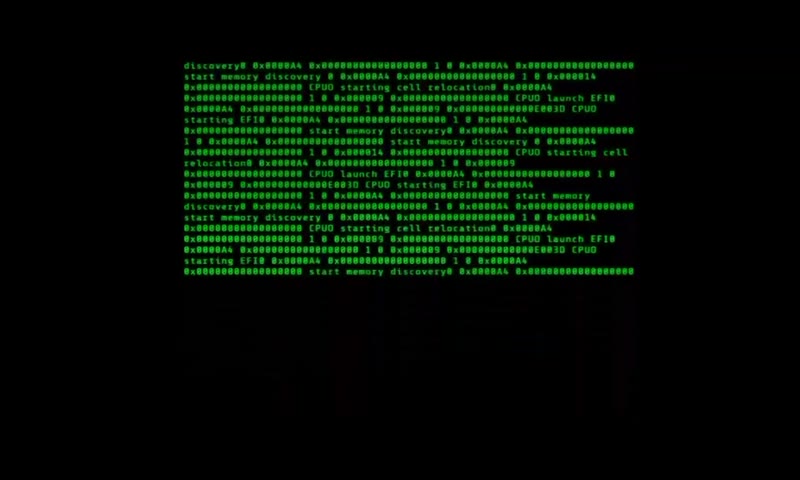 discovery0 0x0000A4 0x0000000000000000 1 0 0x0000A4 0x0000000000000000
start memory discovery 0 0x0000A4 0x0000000000000000 1 0 0x000014
0x0000000000000000 CPU0 starting cell relocation0 0x0000A4
0x0000000000000000 1 0 0x000009 0x0000000000000000 CPU0 launch EFI0
0x0000A4 0x0000000000000000 1 0 0x000009 0x000000000000E003D CPU0
starting EFI0 0x0000A4 0x0000000000000000 1 0 0x0000A4
0x0000000000000000 start memory discovery0 0x0000A4 0x0000000000000000
1 0 0x0000A4 0x0000000000000000 start memory discovery 0 0x0000A4
0x0000000000000000 1 0 0x000014 0x0000000000000000 CPU0 starting cell
relocation0 0x0000A4 0x0000000000000000 1 0 0x000009
0x0000000000000000 CPU0 launch EFI0 0x0000A4 0x0000000000000000 1 0
0x000009 0x000000000000E003D CPU0 starting EFI0 0x0000A4
0x0000000000000000 1 0 0x0000A4 0x0000000000000000 start memory
discovery0 0x0000A4 0x0000000000000000 1 0 0x0000A4 0x0000000000000000
start memory discovery 0 0x0000A4 0x0000000000000000 1 0 0x000014
0x0000000000000000 CPU0 starting cell relocation0 0x0000A4
0x0000000000000000 1 0 0x000009 0x0000000000000000 CPU0 launch EFI0
0x0000A4 0x0000000000000000 1 0 0x000009 0x000000000000E003D CPU0
starting EFI0 0x0000A4 0x0000000000000000 1 0 0x0000A4
0x0000000000000000 start memory discovery0 0x0000A4 0x0000000000000000